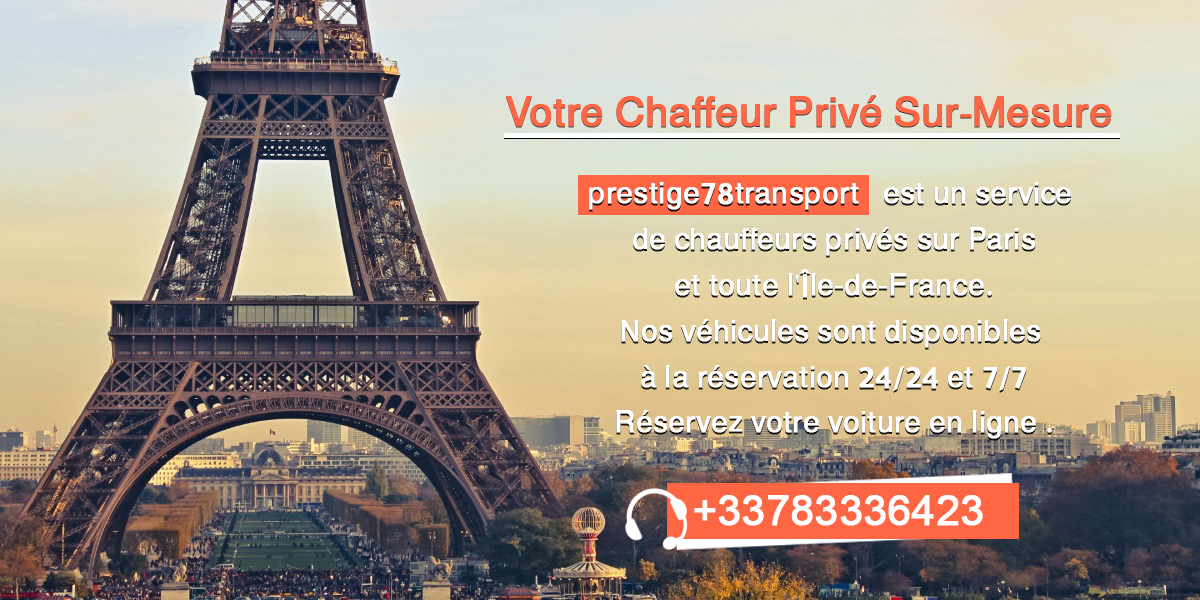 Votre Chaffeur Privé Sur-Mesure
prestige78transport est un service
de chauffeurs privés sur Paris
et toute l'Île-de-France.
Nos véhicules sont disponibles
à la réservation 24/24 et 7/7
Réservez votre voiture en ligne .
+33783336423